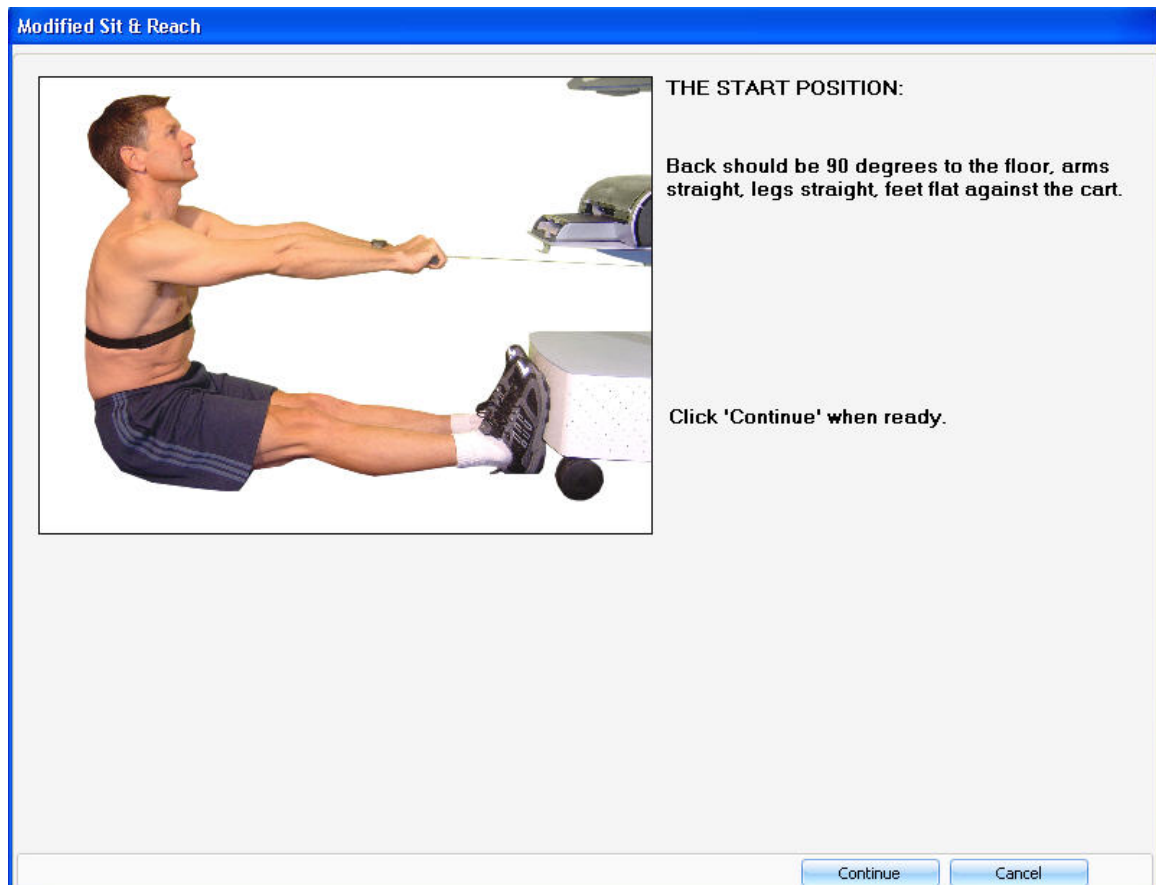 Modified Sit & Reach
THE START POSITION:
Back should be 90 degrees to the floor, arms
straight, legs straight, feet flat against the cart.
Click 'Continue' when ready.
Continue
Cancel